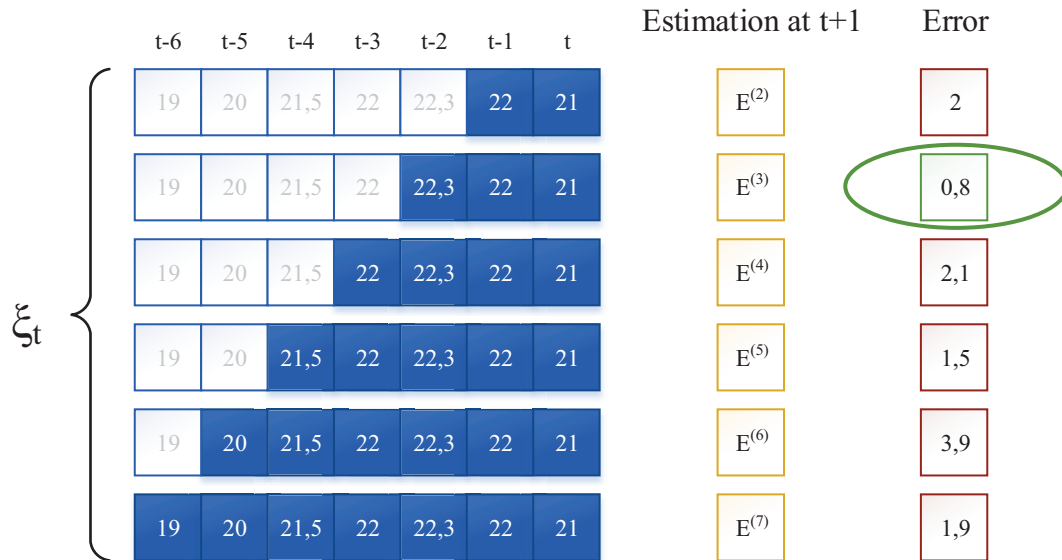 Estimation at t+1 Error
t-6 t-5 t-4 t-3 t-2 t-1 t
19 20 21,5 22 22,3 22 21 E(2) 2
19 20 21,5 22 22,3 22 21 E(3) 0,8
19 20 21,5 22 22,3 22 21 E(4) 2,1
ξt
19 20 21,5 22 22,3 22 21 E(5) 1,5
19 20 21,5 22 22,3 22 21 E(6) 3,9
19 20 21,5 22 22,3 22 21 E(7) 1,9